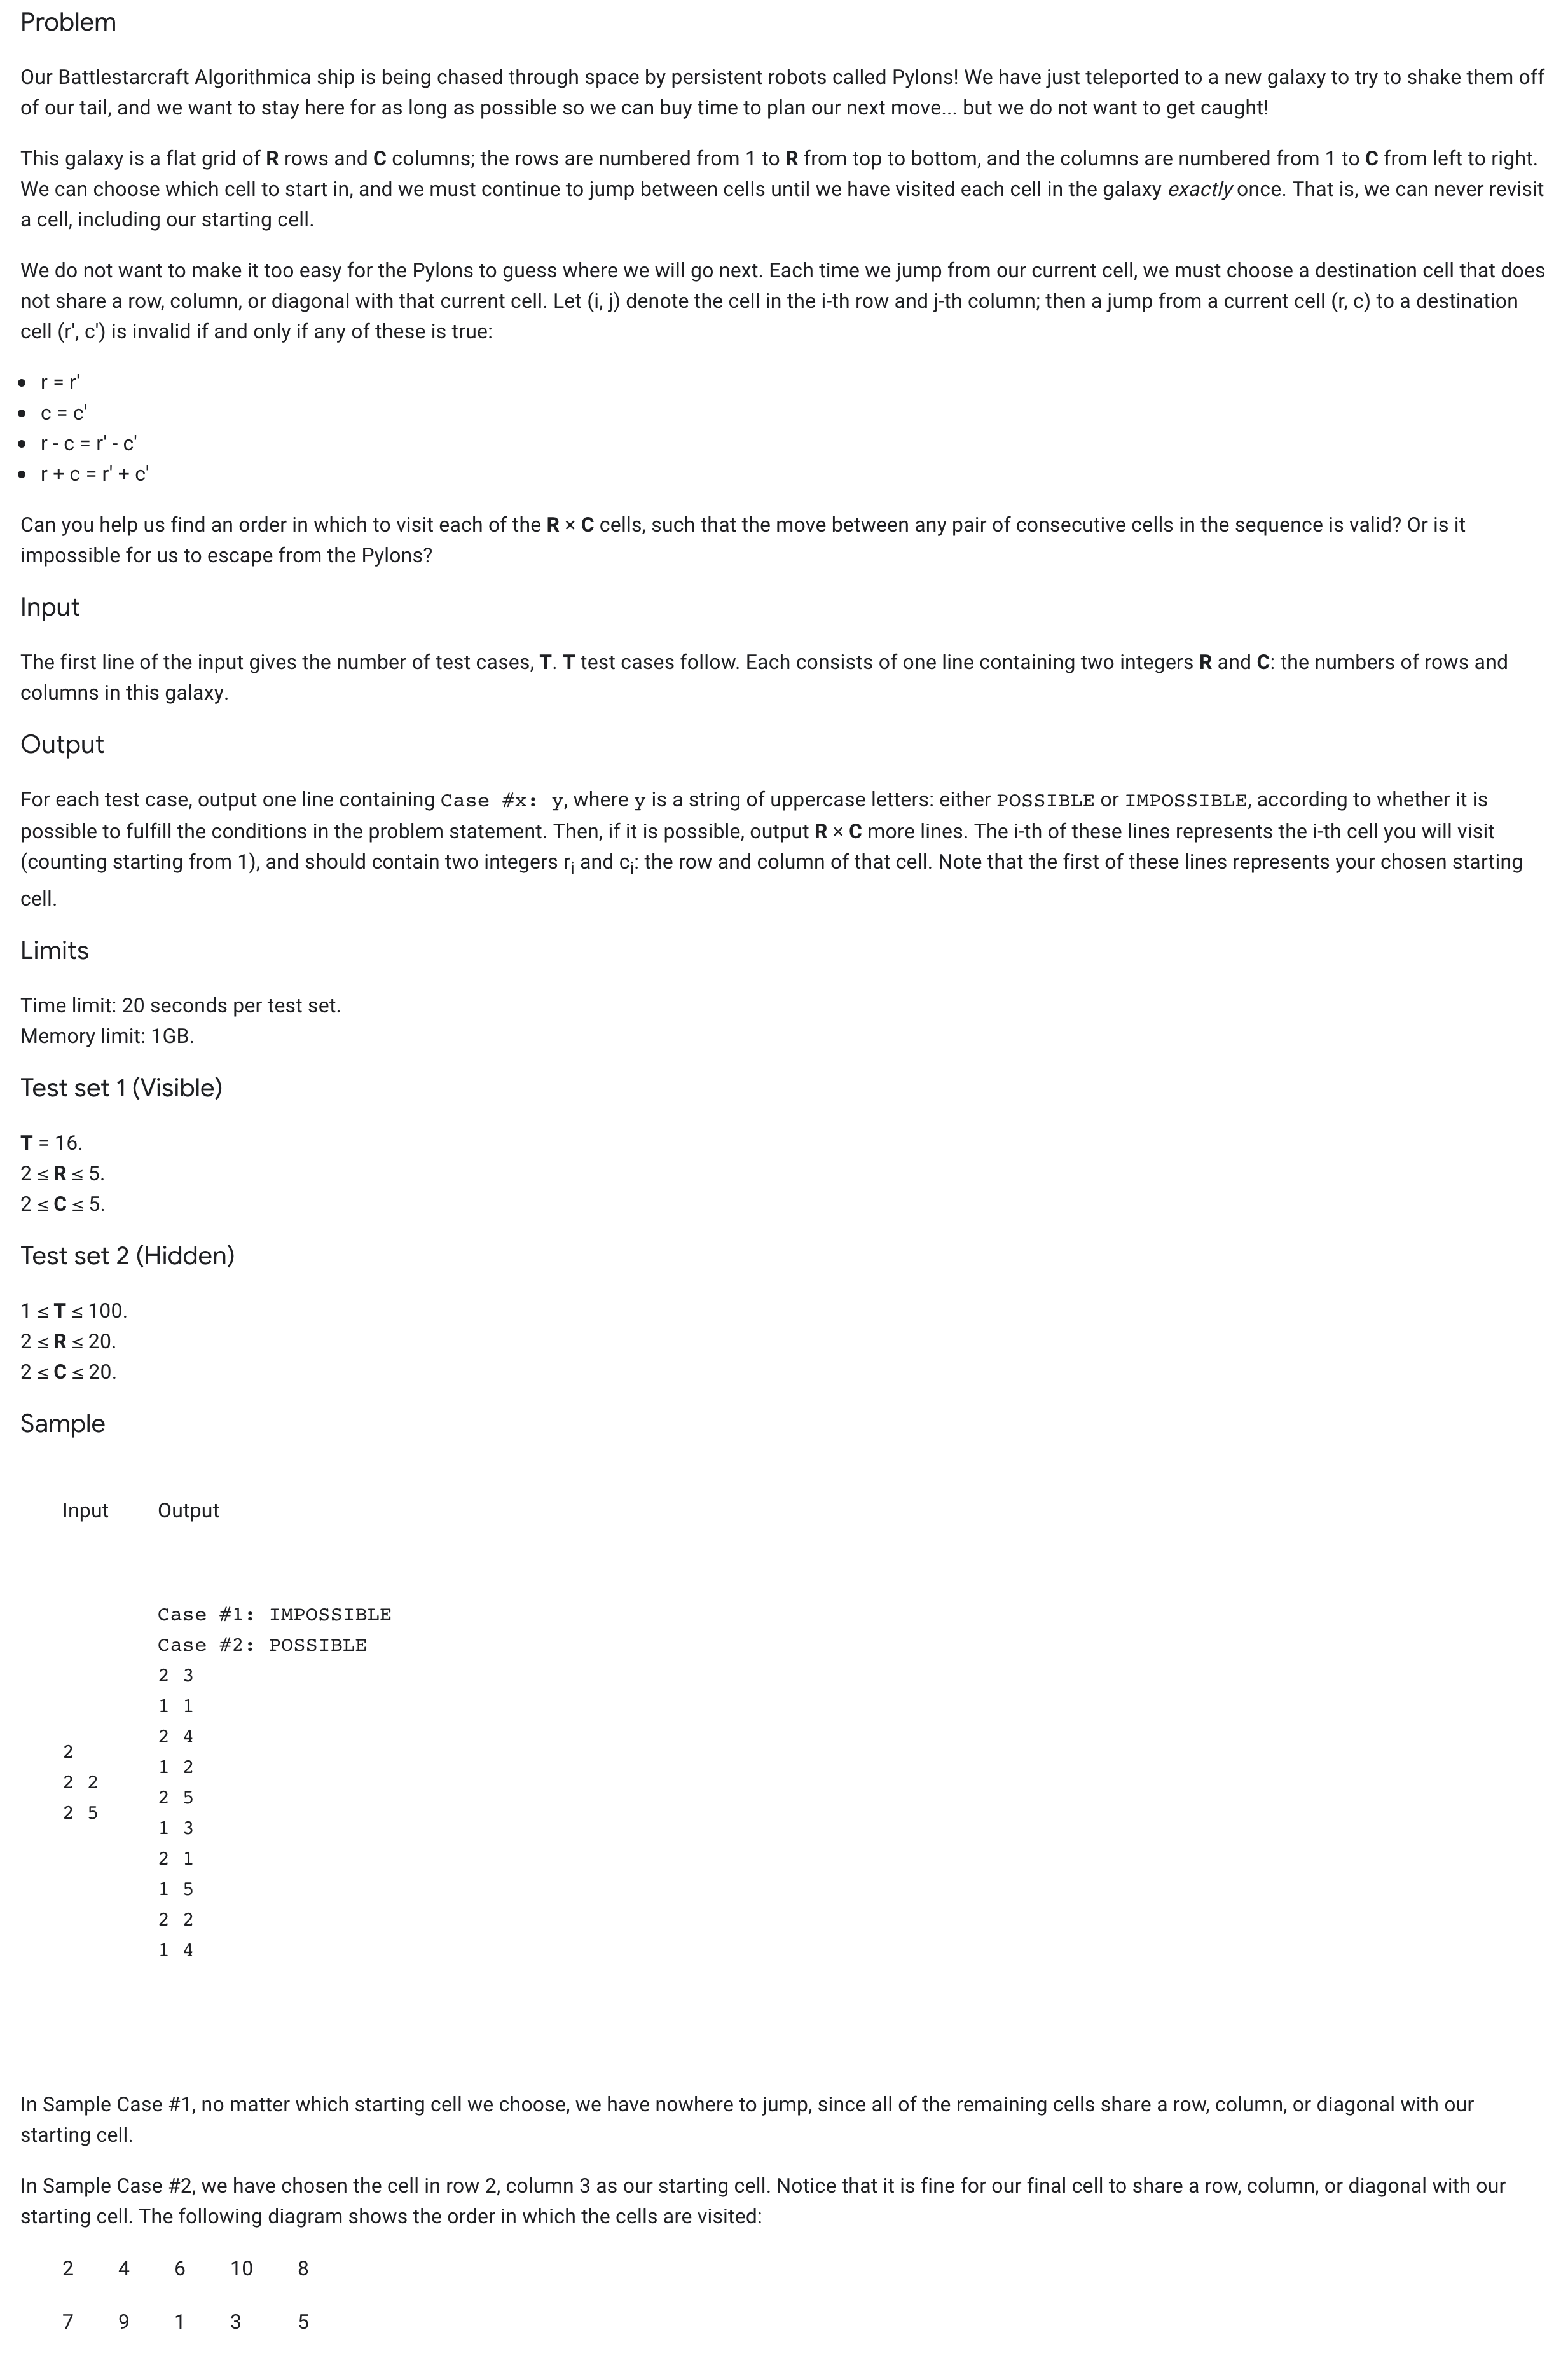 Problem
Our Battlestarcraft Algorithmica ship is being chased through space by persistent robots called Pylons! We have just teleported to a new galaxy to try to shake them off
of our tail, and we want to stay here for as long as possible so we can buy time to plan our next move... but we do not want to get caught!
This galaxy is a flat grid of R rows and C columns; the rows are numbered from 1 to R from top to bottom, and the columns are numbered from 1 to C from left to right.
We can choose which cell to start in, and we must continue to jump between cells until we have visited each cell in the galaxy exactly once. That is, we can never revisit
a cell, including our starting cell.
We do not want to make it too easy for the Pylons to guess where we will go next. Each time we jump from our current cell, we must choose a destination cell that does
not share a row, column, or diagonal with that current cell. Let (i, j) denote the cell in the i-th row and j-th column; then a jump from a current cell (r, c) to a destination
cell (r', c') is invalid if and only if any of these is true:
• r = r'
• c = c'
• r - c = r' - c'
• r + c = r' + c'
Can you help us find an order in which to visit each of the R × C cells, such that the move between any pair of consecutive cells in the sequence is valid? Or is it
impossible for us to escape from the Pylons?
Input
The first line of the input gives the number of test cases, T. T test cases follow. Each consists of one line containing two integers R and C: the numbers of rows and
columns in this galaxy.
Output
For each test case, output one line containing Case #x: y, where y is a string of uppercase letters: either POSSIBLE or IMPOSSIBLE, according to whether it is
possible to fulfill the conditions in the problem statement. Then, if it is possible, output R × C more lines. The i-th of these lines represents the i-th cell you will visit
(counting starting from 1), and should contain two integers ri and ci: the row and column of that cell. Note that the first of these lines represents your chosen starting
cell.
Limits
Time limit: 20 seconds per test set.
Memory limit: 1GB.
Test set 1 (Visible)
T = 16.
2 ≤ R ≤ 5.
2 ≤ C ≤ 5.
Test set 2 (Hidden)
1 ≤ T ≤ 100.
2 ≤ R ≤ 20.
2 ≤ C ≤ 20.
Sample
Input Output
2
2 2
2 5
Case #1: IMPOSSIBLE
Case #2: POSSIBLE
2 3
1 1
2 4
1 2
2 5
1 3
2 1
1 5
2 2
1 4
In Sample Case #1, no matter which starting cell we choose, we have nowhere to jump, since all of the remaining cells share a row, column, or diagonal with our
starting cell.
In Sample Case #2, we have chosen the cell in row 2, column 3 as our starting cell. Notice that it is fine for our final cell to share a row, column, or diagonal with our
starting cell. The following diagram shows the order in which the cells are visited:
2 4 6 10 8
7 9 1 3 5